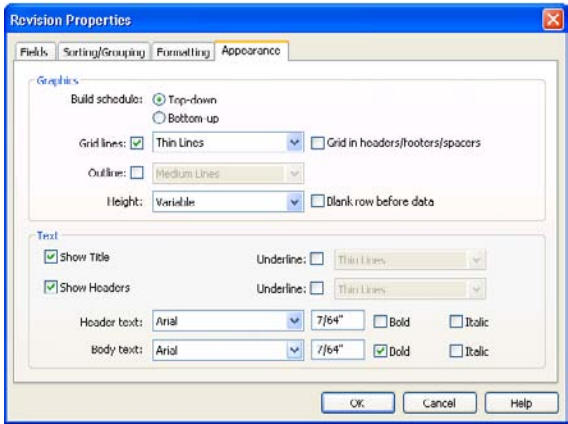 Revision Properties
Fields Sorting/Grouping Formatting Appearance
Graphics
Build schedule: Top-down
Bottom-up
Grid lines: Thin Lines Grid in headers/footers/spacers
Outline: Medium Lines
Height: Variable Blank row before data
Text
Show Title Underline: Thin Lines
Show Headers Underline: Thin Lines
Header text: Arial 7/64" Bold Italic
Body text: Arial 7/64" Bold Italic
OK Cancel Help